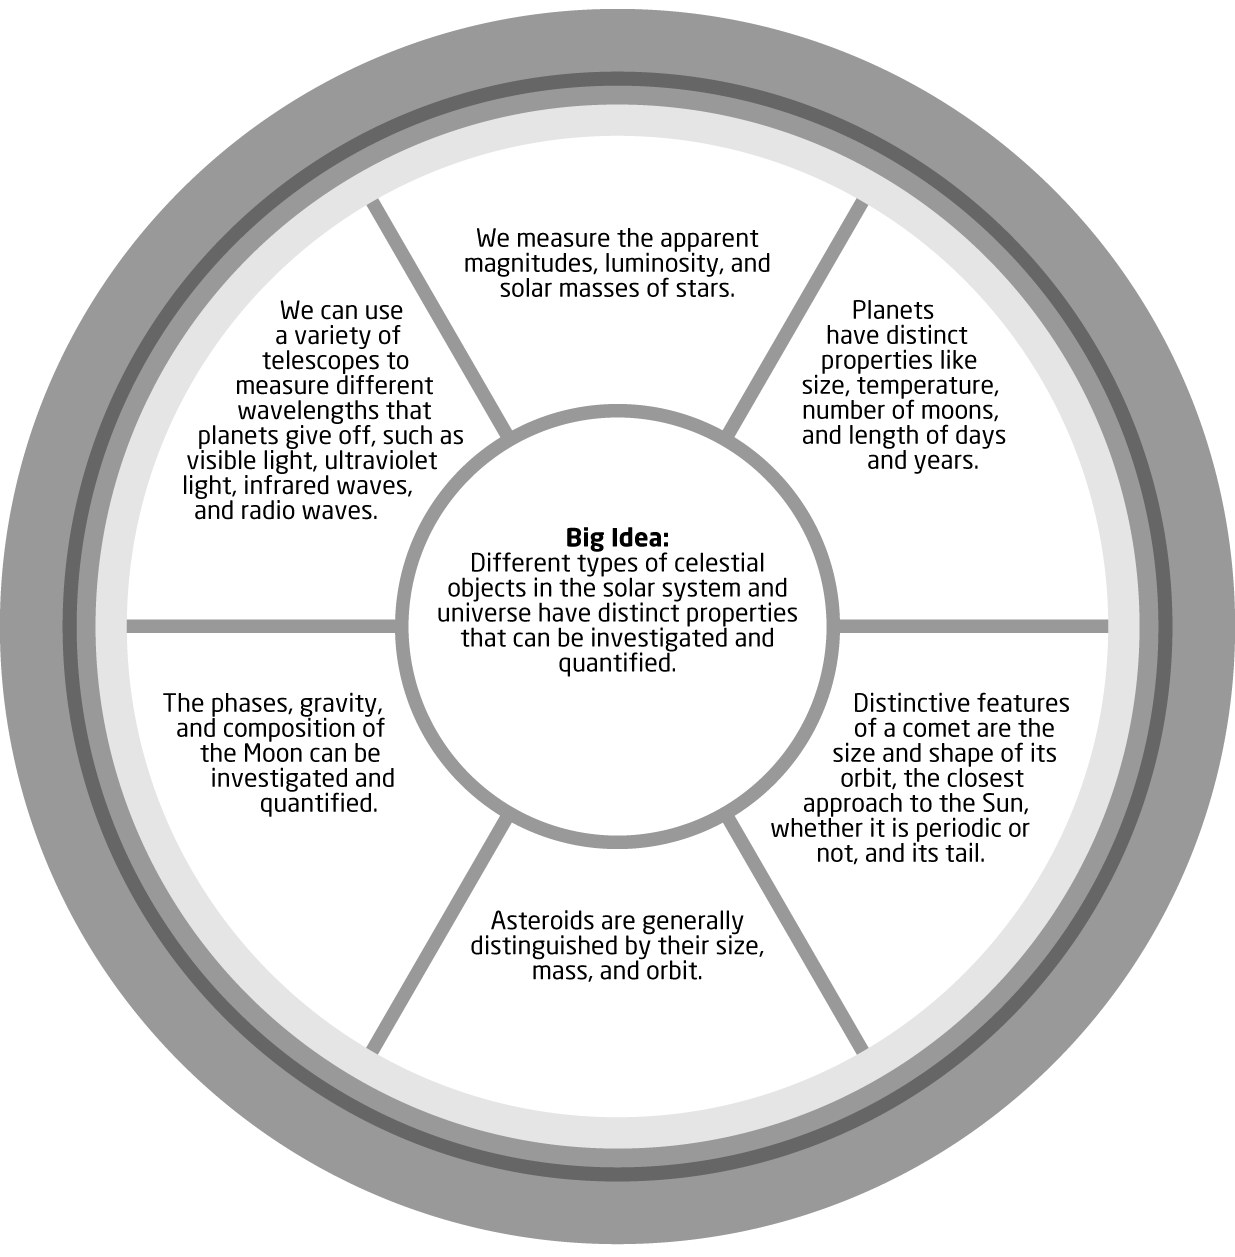 We measure the apparent
magnitudes, luminosity, and
solar masses of stars.
Planets
have distinct
properties like
size, temperature,
number of moons,
and length of days
and years.
Distinctive features
of a comet are the
size and shape of its
orbit, the closest
approach to the Sun,
whether it is periodic or
not, and its tail.
Asteroids are generally
distinguished by their size,
mass, and orbit.
The phases, gravity,
and composition of
the Moon can be
investigated and
quantified.
We can use
a variety of
telescopes to
measure different
wavelengths that
planets give off, such as
visible light, ultraviolet
light, infrared waves,
and radio waves.
Big Idea:
Different types of celestial
objects in the solar system and
universe have distinct properties
that can be investigated and
quantified.